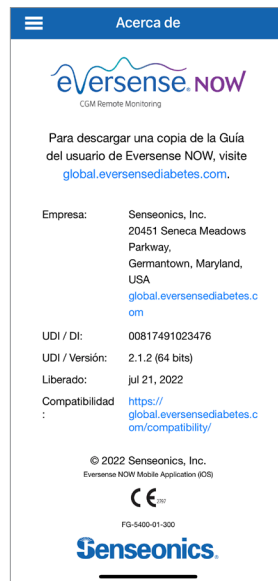 Acerca de
eversense® NOW
CGM Remote Monitoring
Para descargar una copia de la Guía
del usuario de Eversense NOW, visite
global.eversensediabetes.com.
Empresa: Senseonics, Inc.
20451 Seneca Meadows
Parkway,
Germantown, Maryland,
USA
global.eversensediabetes.c
om
UDI / DI: 00817491023476
UDI / Versión: 2.1.2 (64 bits)
Liberado: jul 21, 2022
Compatibilidad https://
: global.eversensediabetes.c
om/compatibility/
© 2022 Senseonics, Inc.
Eversense NOW Mobile Application (iOS)
CE 2797
FG-5400-01-300
Senseonics®